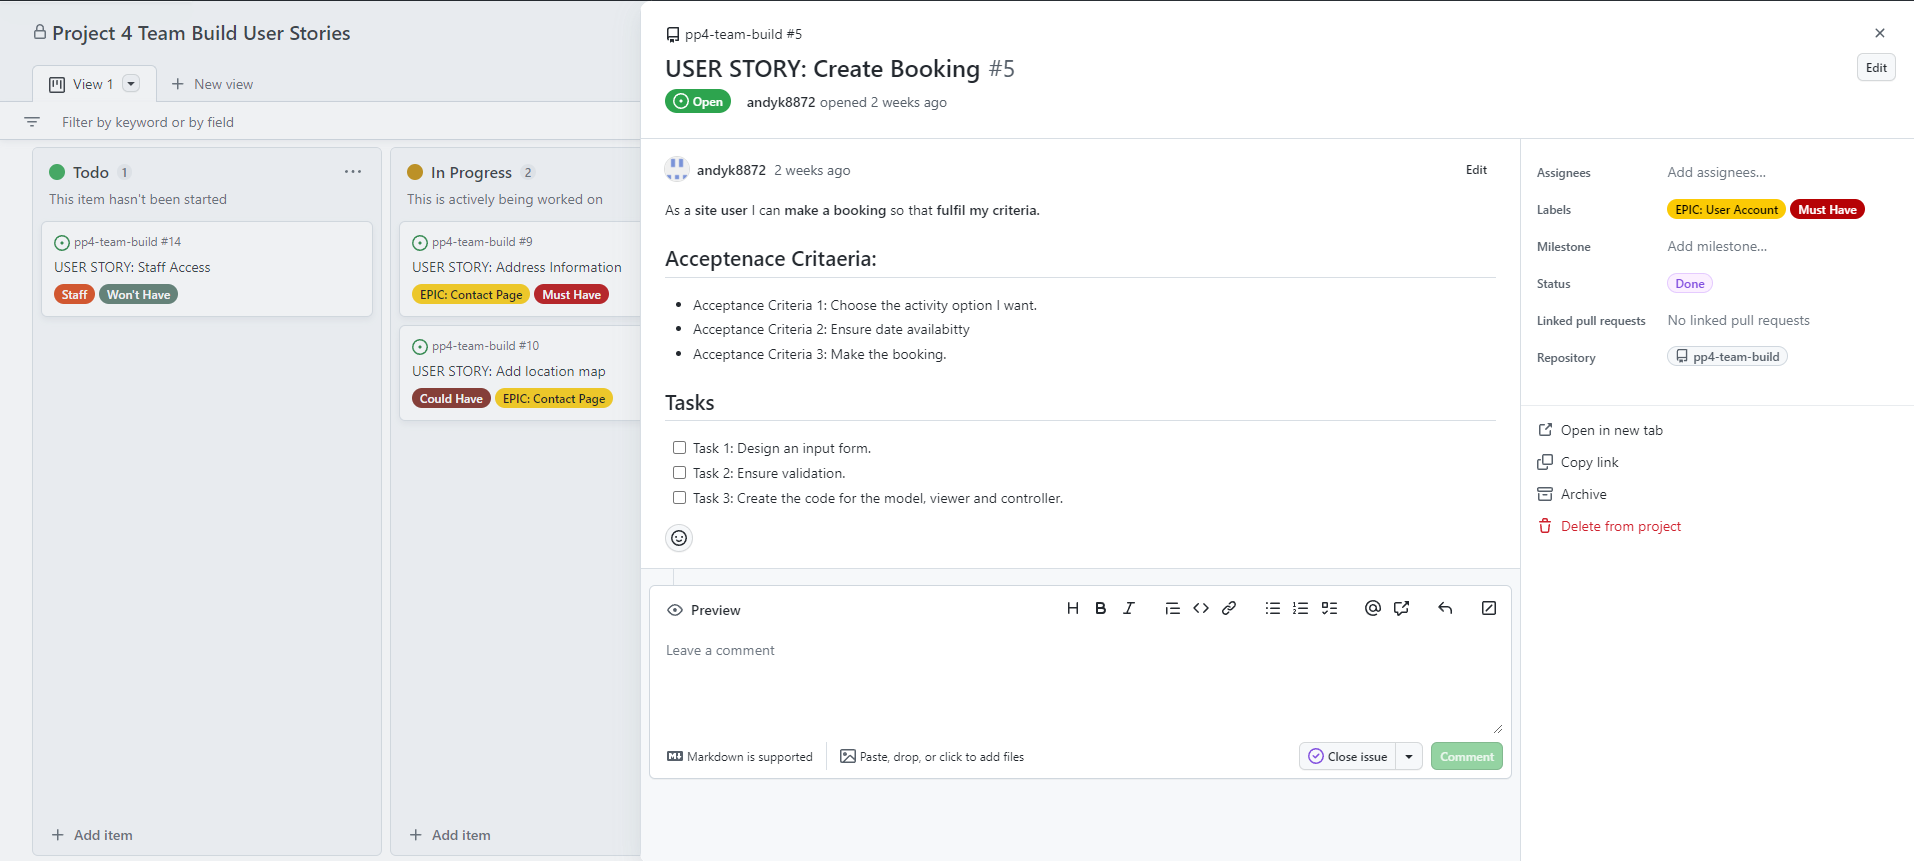 Project 4 Team Build User Stories
View 1
New view
Filter by keyword or by field
Todo 1
This item hasn't been started
pp4-team-build #14
USER STORY: Staff Access
Staff Won't Have
Add item
In Progress 2
This is actively being worked on
pp4-team-build #9
USER STORY: Address Information
EPIC: Contact Page Must Have
pp4-team-build #10
USER STORY: Add location map
Could Have EPIC: Contact Page
Add item
pp4-team-build #5
USER STORY: Create Booking #5
Edit
Open andyk8872 opened 2 weeks ago
andyk8872 2 weeks ago Edit
As a site user I can make a booking so that fulfil my criteria.
Acceptenace Critaeria:
Acceptance Criteria 1: Choose the activity option I want.
Acceptance Criteria 2: Ensure date availabitty
Acceptance Criteria 3: Make the booking.
Tasks
Task 1: Design an input form.
Task 2: Ensure validation.
Task 3: Create the code for the model, viewer and controller.
Preview
Leave a comment
Markdown is supported
Paste, drop, or click to add files
Close issue
Comment
Assignees Add assignees...
Labels EPIC: User Account Must Have
Milestone Add milestone...
Status Done
Linked pull requests No linked pull requests
Repository pp4-team-build
Open in new tab
Copy link
Archive
Delete from project